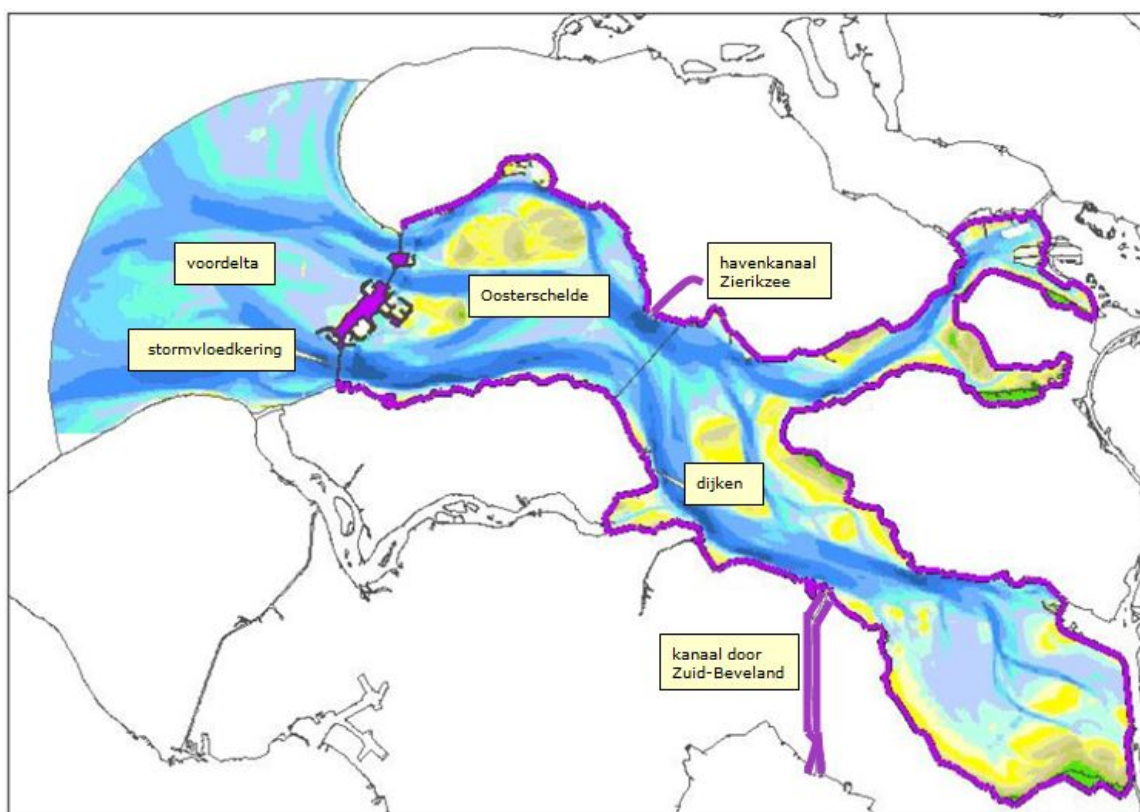 voordelta
Oosterschelde
havenkanaal
Zierikzee
stormvloedkering
dijken
kanaal door
Zuid-Beveland